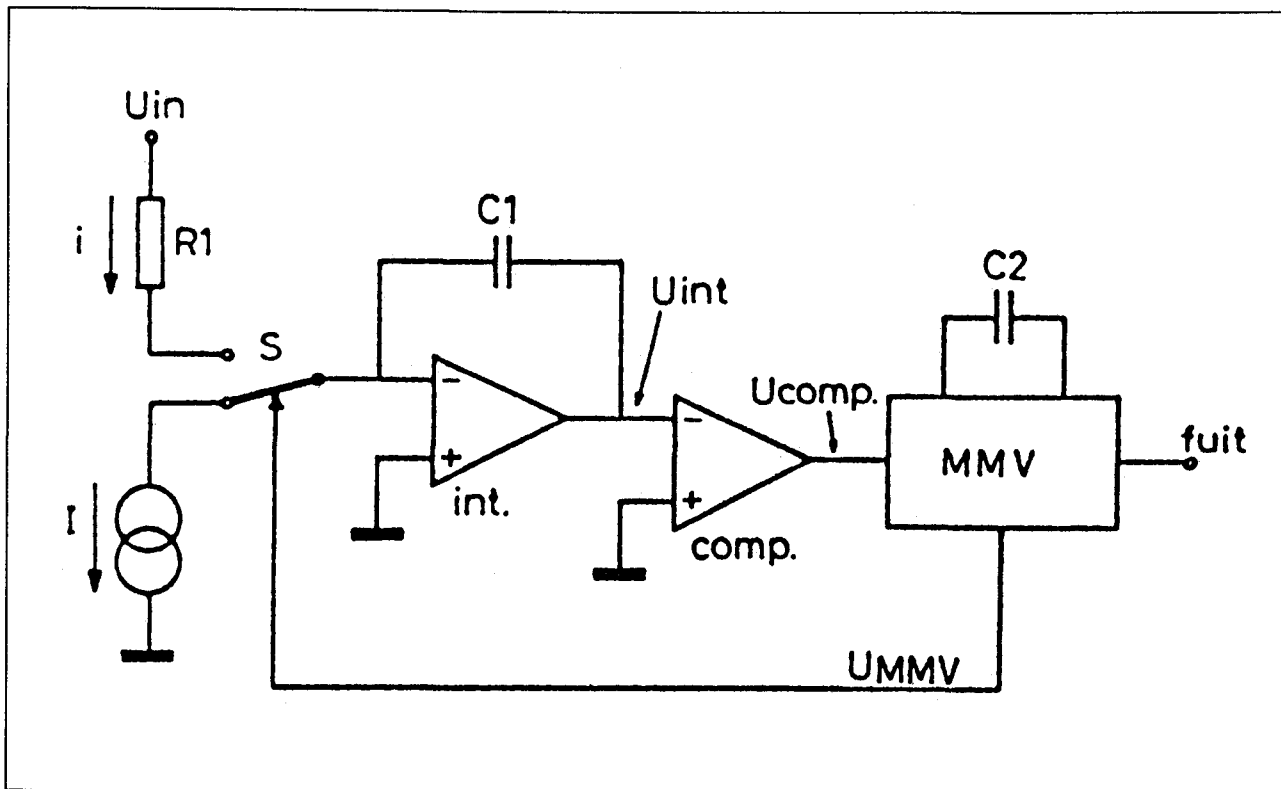 Uin
i
R1
C1
Uint
C2
S
−
+
int.
−
+
comp.
Ucomp.
MMV
fuit
I
UMMV